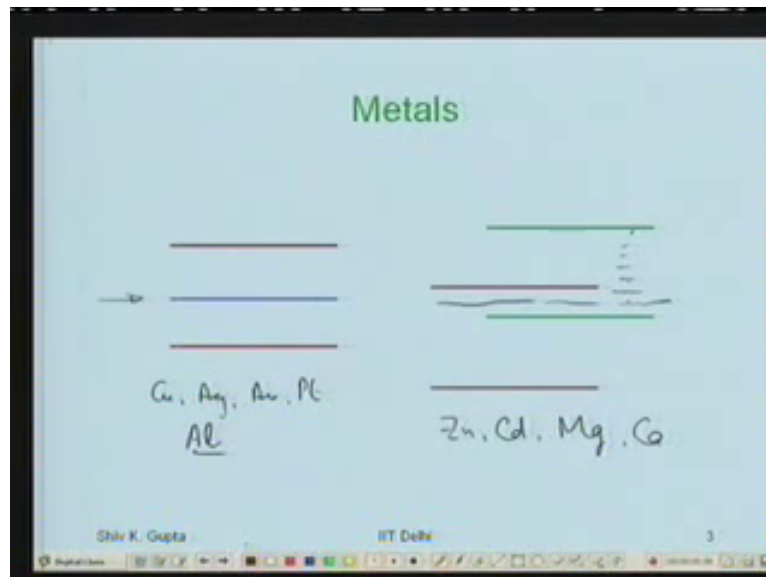 Metals
Cu, Ag, Au, Pt
Al
Zn, Cd, Mg, Ca
Shiv K. Gupta IIT Delhi 3